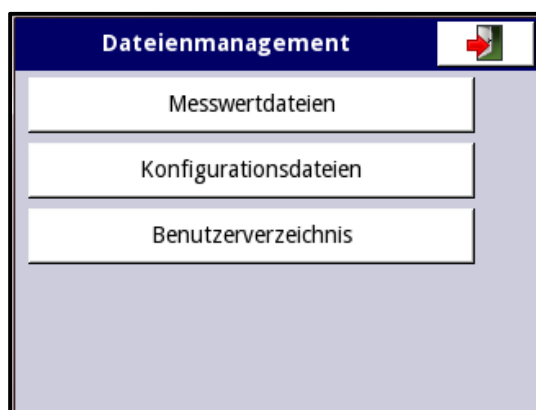 Dateienmanagement
Messwertdateien
Konfigurationsdateien
Benutzerverzeichnis